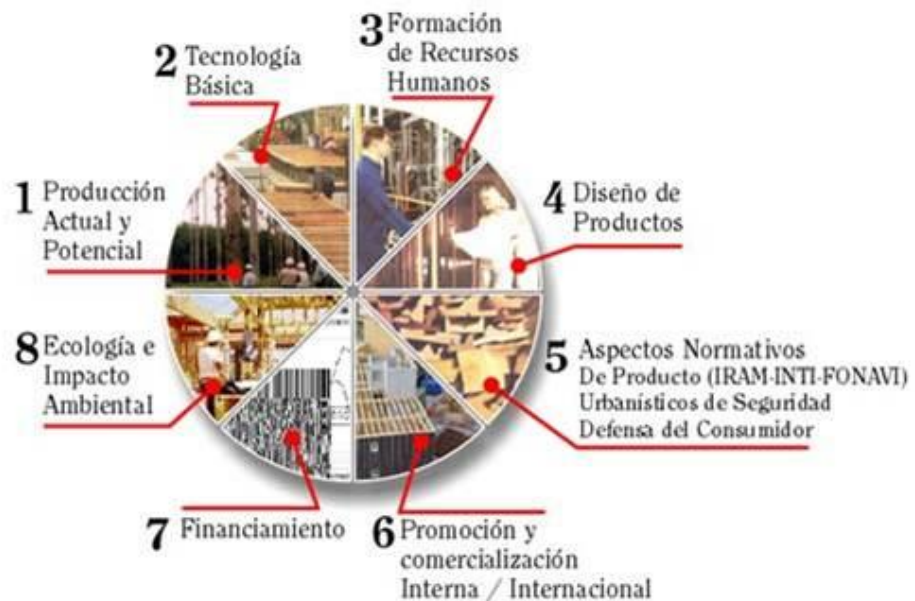 1 Producción
Actual y
Potencial
2 Tecnología
Básica
3 Formación
de Recursos
Humanos
4 Diseño de
Productos
5 Aspectos Normativos
De Producto (IRAM-INTI-FONAVI)
Urbanísticos de Seguridad
Defensa del Consumidor
6 Promoción y
comercialización
Interna / Internacional
7 Financiamiento
8 Ecología e
Impacto
Ambiental